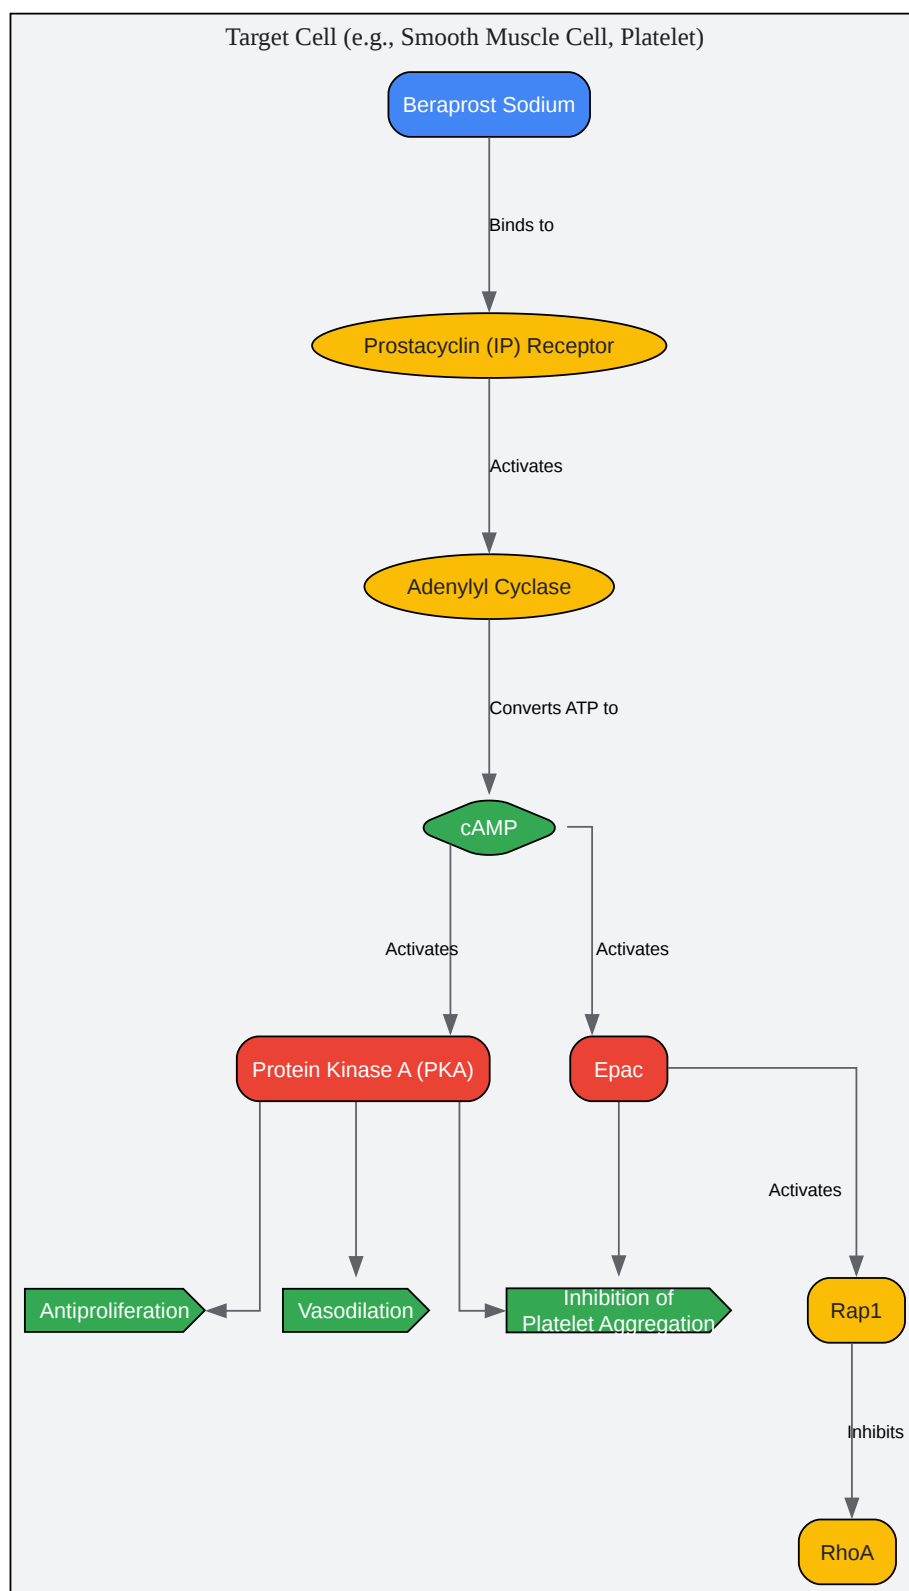 Target Cell (e.g., Smooth Muscle Cell, Platelet)
Beraprost Sodium
Binds to
Prostacyclin (IP) Receptor
Activates
Adenylyl Cyclase
Converts ATP to
cAMP
Activates
Activates
Protein Kinase A (PKA)
Epac
Activates
Antiproliferation
Vasodilation
Inhibition of
Platelet Aggregation
Rap1
Inhibits
RhoA